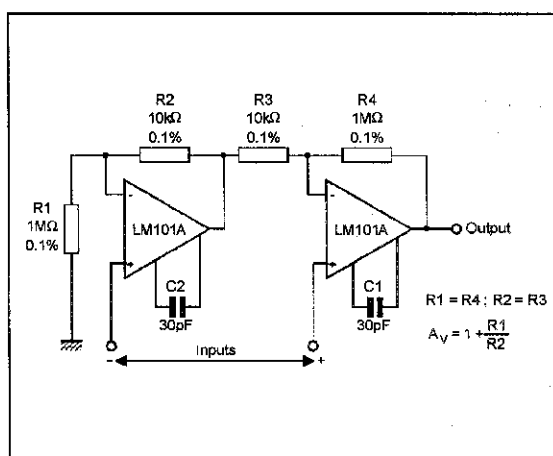 R2
10kΩ
0.1%
R3
10kΩ
0.1%
R4
1MΩ
0.1%
R1
1MΩ
0.1%
-
LM101A
+
C2
30pF
-
LM101A
+
C1
30pF
Output
R1 = R4 ; R2 = R3
A_V = 1 + R1/R2
- Inputs +